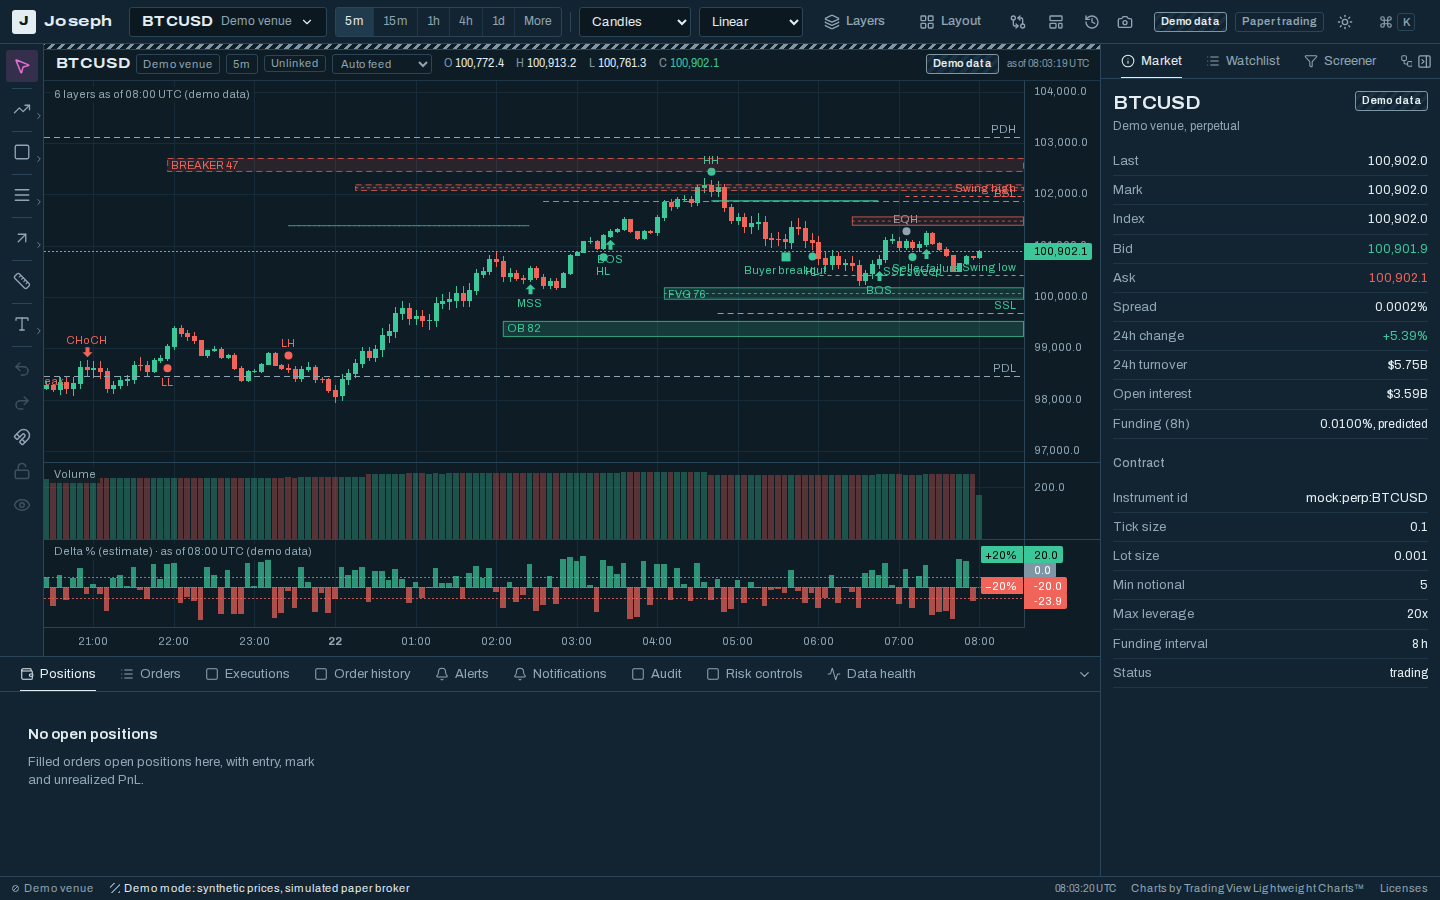 J Joseph BTCUSD Demo venue 5m 15m 1h 4h 1d More Candles Linear Layers Layout Demo data Paper trading ⌘ K
BTCUSD Demo venue 5m Unlinked Auto feed O 100,772.4 H 100,913.2 L 100,761.3 C 100,902.1 Demo data as of 08:03:19 UTC
6 layers as of 08:00 UTC (demo data)
104,000.0
PDH
103,000.0
HH
BREAKER 47
Swing high
BSL
102,000.0
EQH
BOS
HL
100,902.1
Buyer breakout
Swing low
MSS
BOS
FVG 76
100,000.0
SSL
OB 82
CHoCH
LH
99,000.0
PDL
LL
98,000.0
97,000.0
Volume
200.0
Delta % (estimate) · as of 08:00 UTC (demo data)
+20% 20.0
0.0
−20% -20.0
-23.9
21:00 22:00 23:00 22 01:00 02:00 03:00 04:00 05:00 06:00 07:00 08:00
Market Watchlist Screener
BTCUSD Demo data
Demo venue, perpetual
Last 100,902.0
Mark 100,902.0
Index 100,902.0
Bid 100,901.9
Ask 100,902.1
Spread 0.0002%
24h change +5.39%
24h turnover $5.75B
Open interest $3.59B
Funding (8h) 0.0100%, predicted
Contract
Instrument id mock:perp:BTCUSD
Tick size 0.1
Lot size 0.001
Min notional 5
Max leverage 20x
Funding interval 8 h
Status trading
Positions Orders Executions Order history Alerts Notifications Audit Risk controls Data health
No open positions
Filled orders open positions here, with entry, mark
and unrealized PnL.
Demo venue Demo mode: synthetic prices, simulated paper broker 08:03:20 UTC Charts by TradingView Lightweight Charts™ Licenses